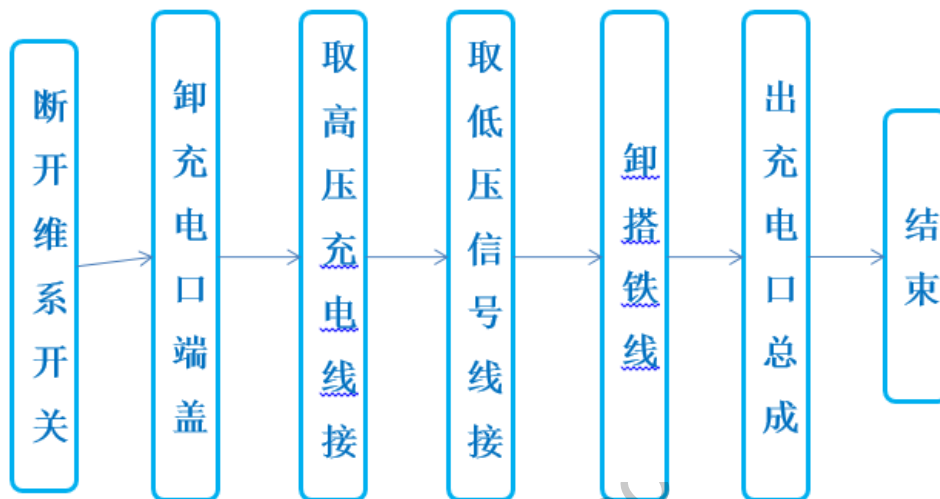 断开维系开关
卸充电口端盖
取高压充电线接
取低压信号线接
卸搭铁线
出充电口总成
结束